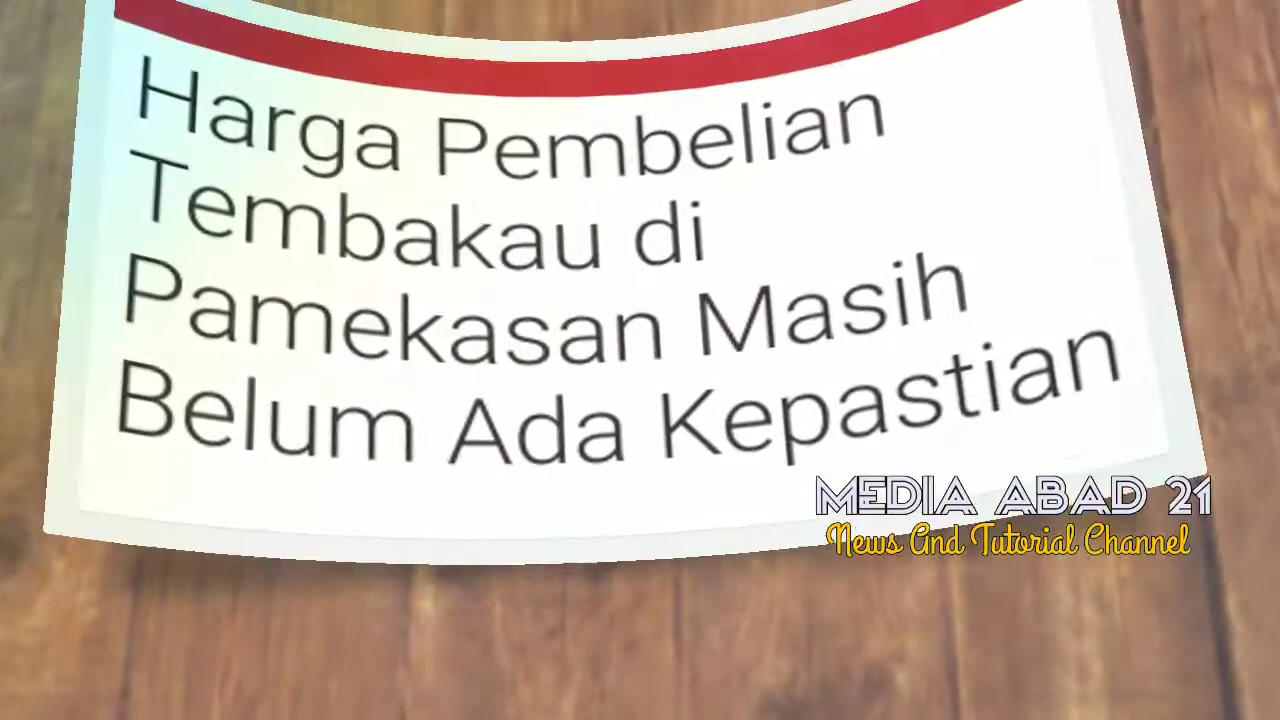 Harga Pembelian
Tembakau di
Pamekasan Masih
Belum Ada Kepastian
MEDIA ABAD 21
News And Tutorial Channel